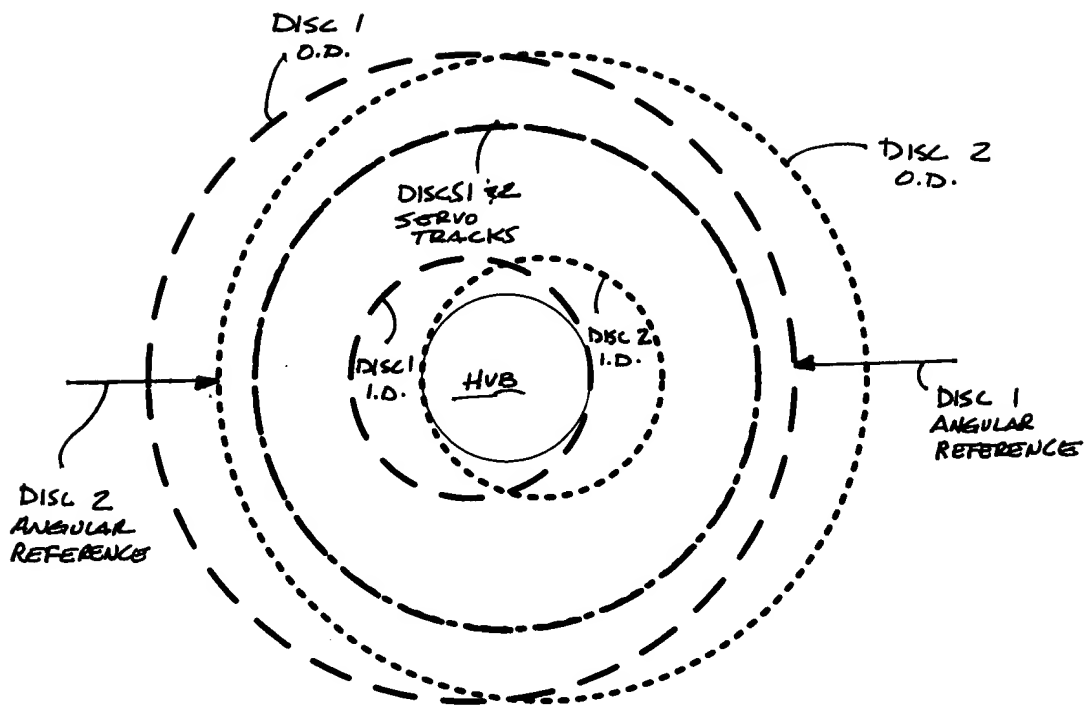 DISC 1
O.D.
DISC 2
O.D.
DISCS 1 & 2
SERVO
TRACKS
DISC 1
I.D.
HUB
DISC 2
I.D.
DISC 1
ANGULAR
REFERENCE
DISC 2
ANGULAR
REFERENCE